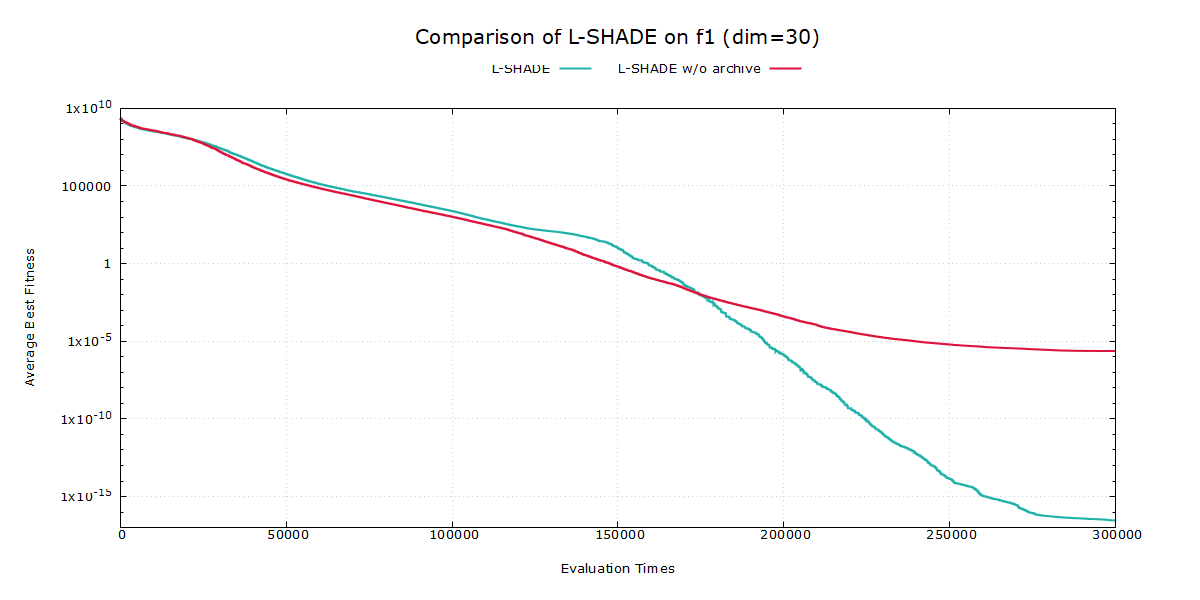 Comparison of L-SHADE on f1 (dim=30)
L-SHADE L-SHADE w/o archive
1x10^10
100000
1
1x10^-5
1x10^-10
1x10^-15
Average Best Fitness
0 50000 100000 150000 200000 250000 300000
Evaluation Times